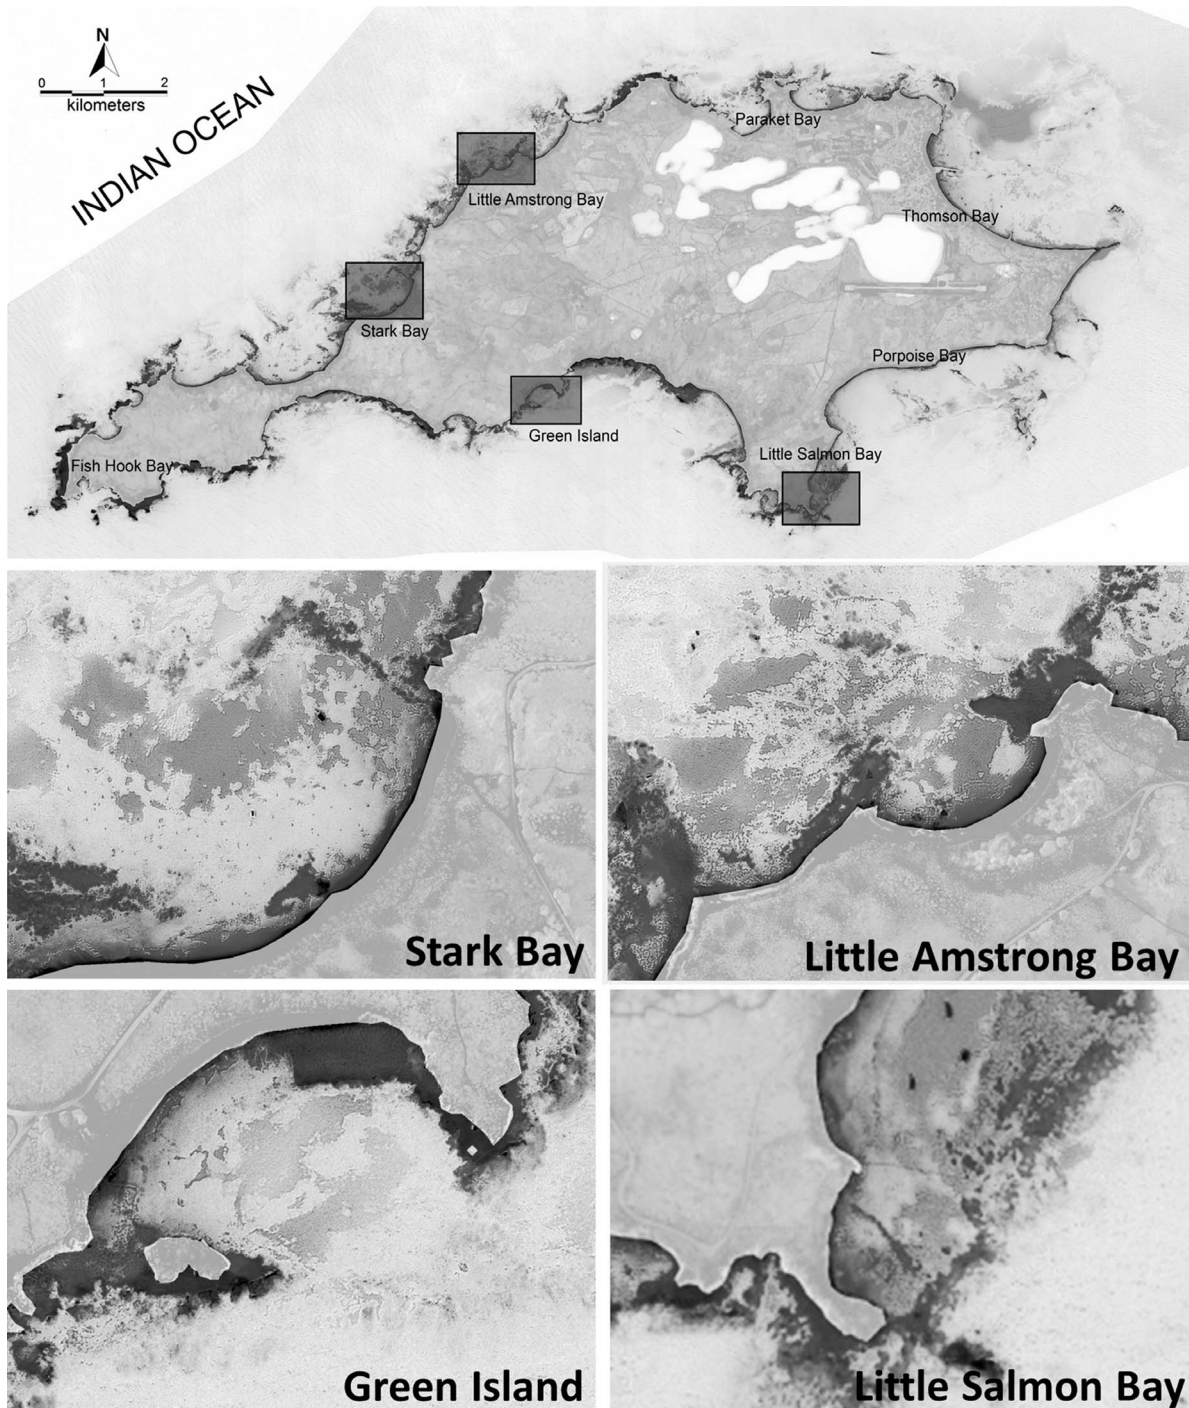 N
0 1 2
kilometers
INDIAN OCEAN
Paraket Bay
Little Amstrong Bay
Thomson Bay
Stark Bay
Porpoise Bay
Green Island
Little Salmon Bay
Fish Hook Bay
Stark Bay
Little Amstrong Bay
Green Island
Little Salmon Bay